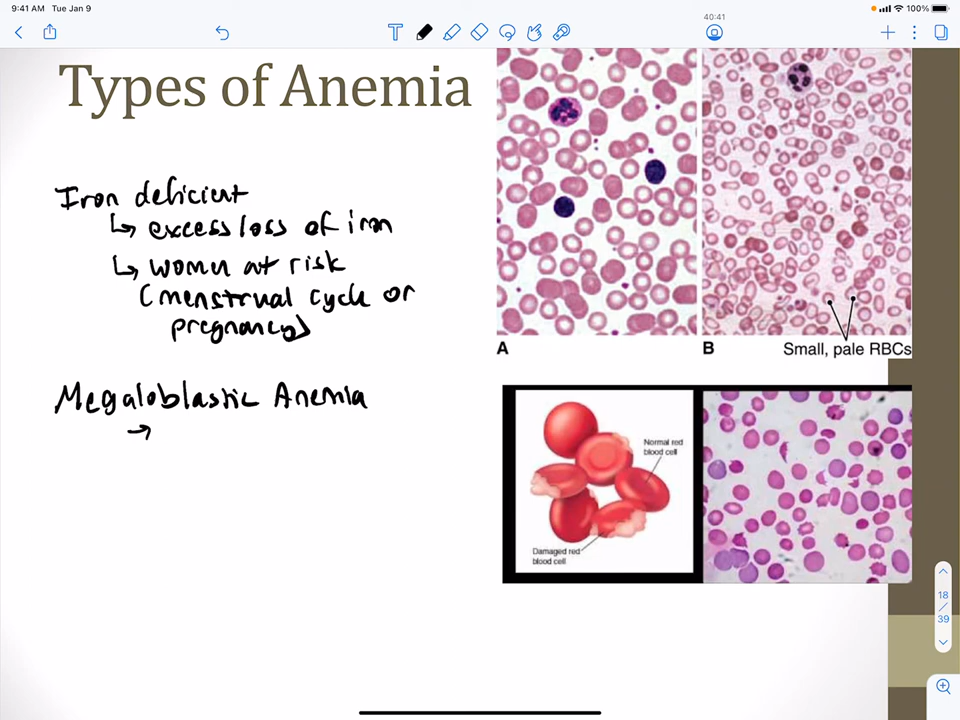 9:41 AM Tue Jan 9
100%
40:41
Types of Anemia
Iron deficient
↳ excess loss of iron
↳ women at risk
(menstrual cycle or
pregnancy)
Megaloblastic Anemia
→
A
B
Small, pale RBCs
Normal red
blood cell
Damaged red
blood cell
18
/
39